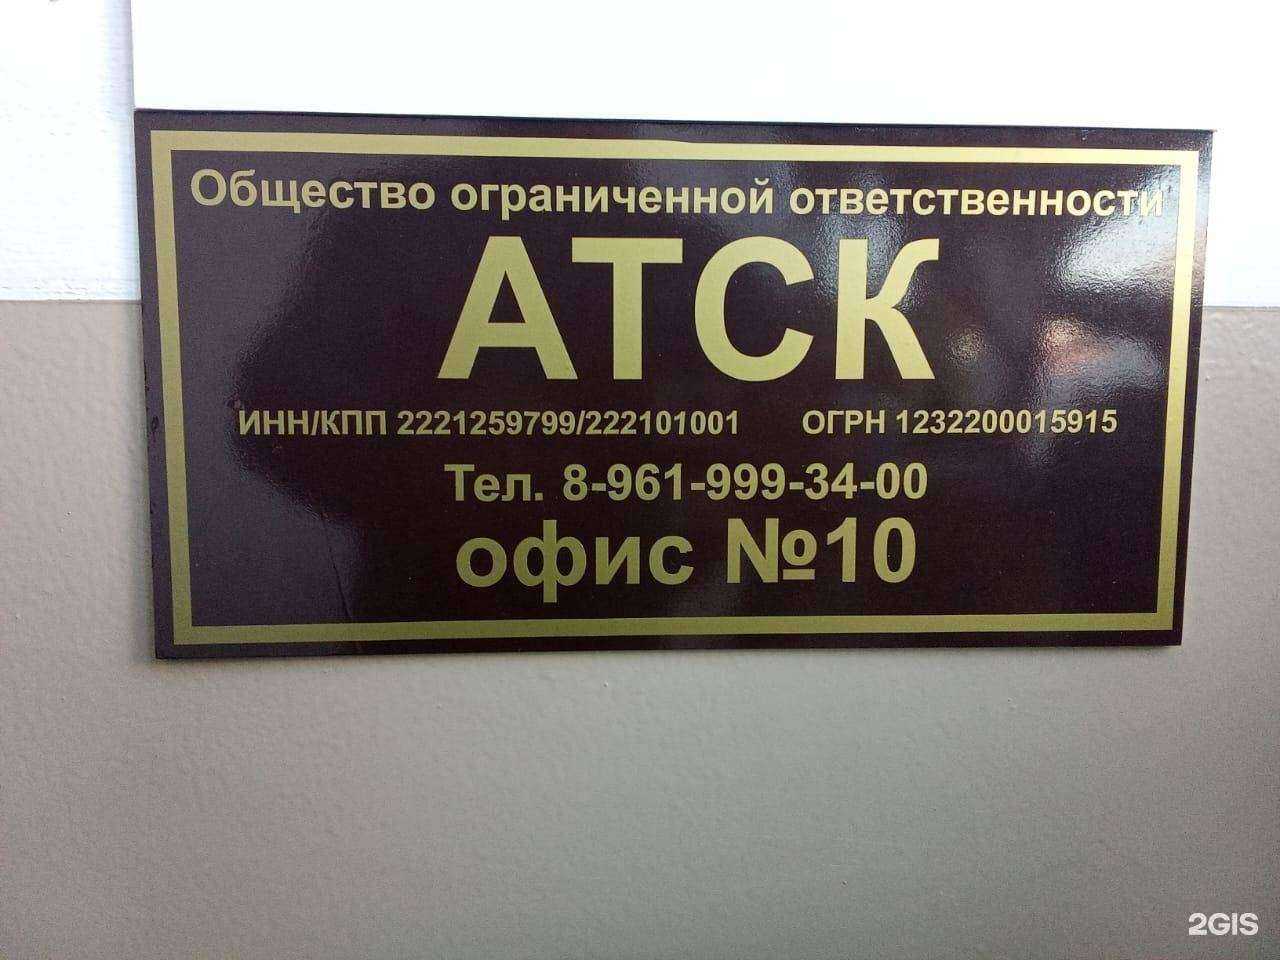 Общество ограниченной ответственности
АТСК
ИНН/КПП 2221259799/222101001 ОГРН 1232200015915
Тел. 8-961-999-34-00
офис №10
2GIS